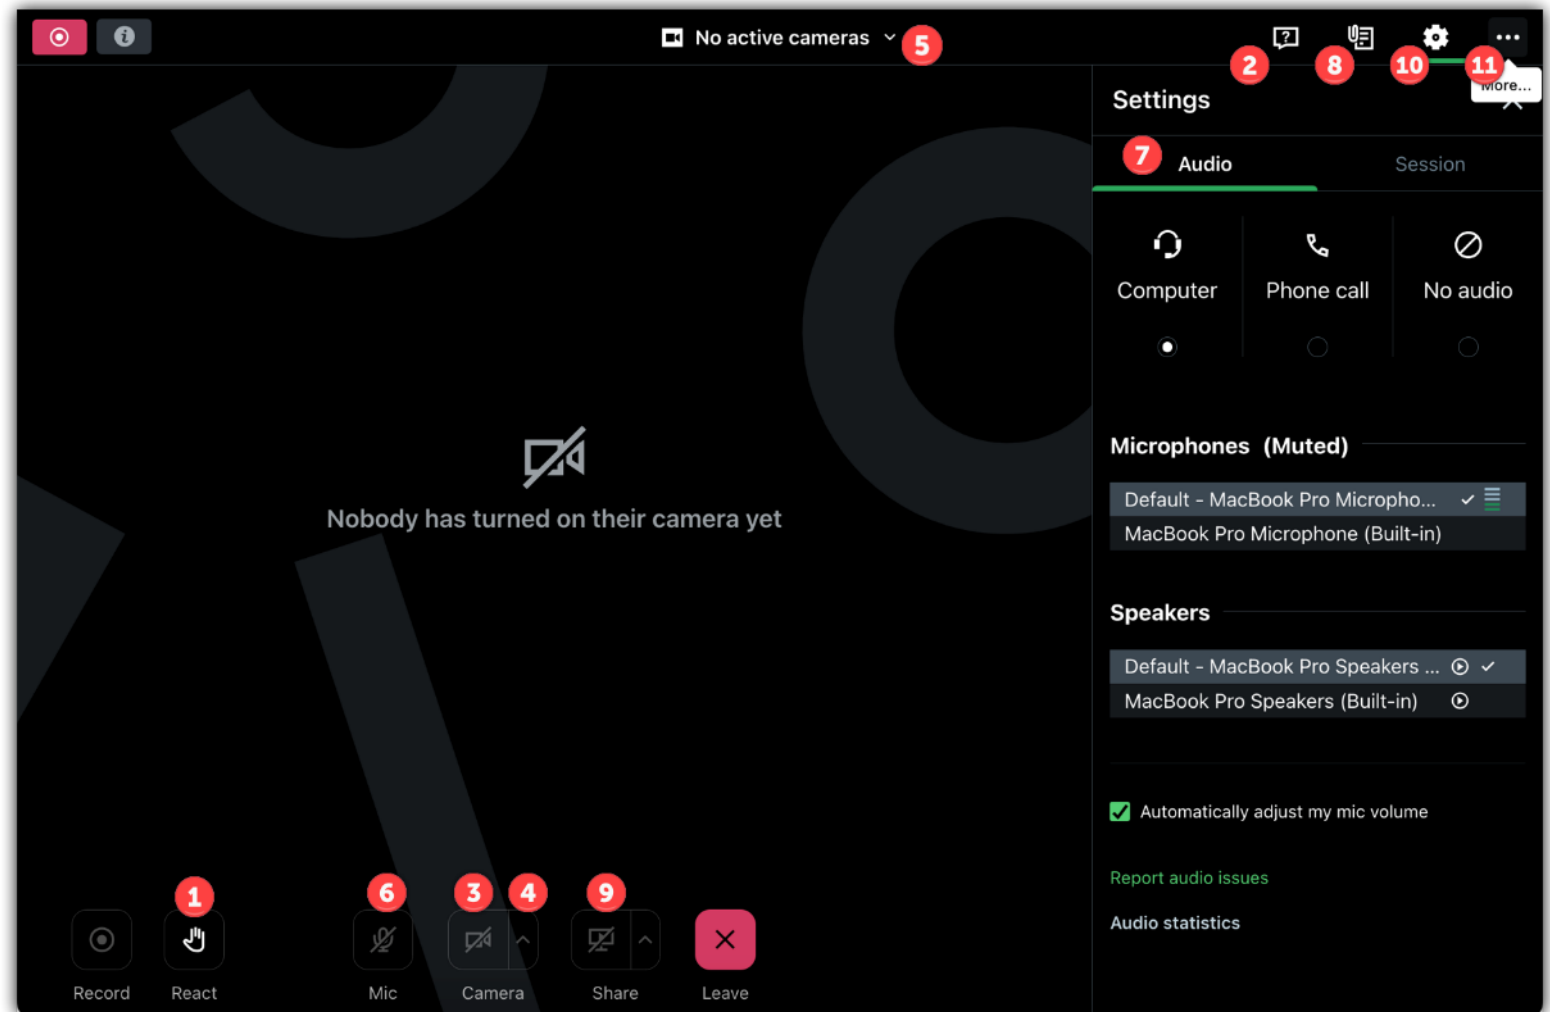 No active cameras
5
2
8
10
11
More...
Settings
7
Audio
Session
Computer
Phone call
No audio
Microphones (Muted)
Default - MacBook Pro Micropho...
MacBook Pro Microphone (Built-in)
Nobody has turned on their camera yet
Speakers
Default - MacBook Pro Speakers ...
MacBook Pro Speakers (Built-in)
Automatically adjust my mic volume
Report audio issues
Audio statistics
1
6
3
4
9
Record
React
Mic
Camera
Share
Leave